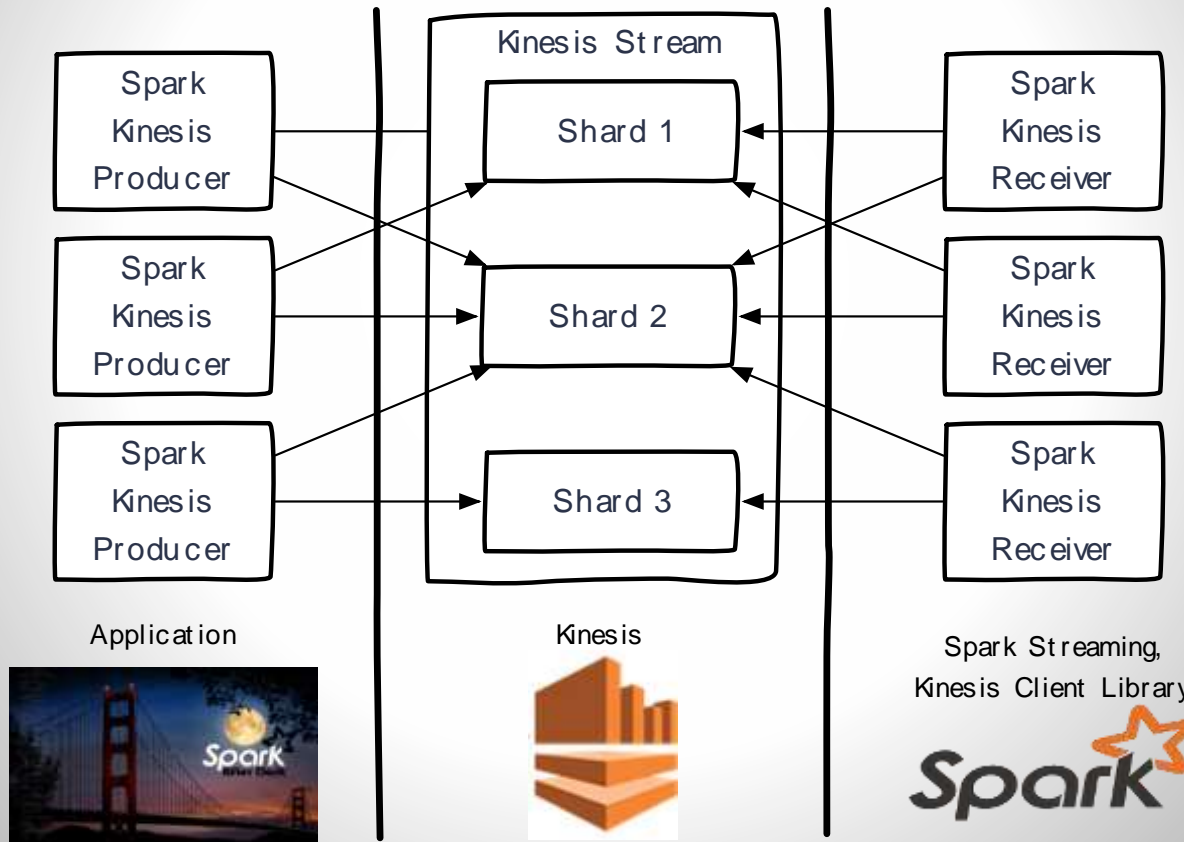 Kinesis Stream
Spark
Kinesis
Producer
Shard 1
Spark
Kinesis
Receiver
Spark
Kinesis
Producer
Shard 2
Spark
Kinesis
Receiver
Spark
Kinesis
Producer
Shard 3
Spark
Kinesis
Receiver
Application
Kinesis
Spark Streaming,
Kinesis Client Library
Spark
Spark